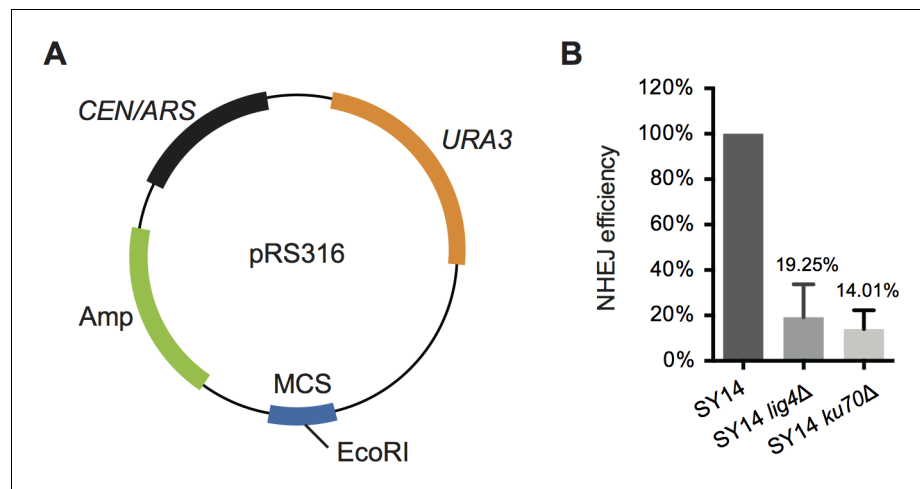 A
CEN/ARS
URA3
pRS316
Amp
MCS
EcoRI
B
NHEJ efficiency
120%
100%
80%
60%
40%
20%
0%
19.25%
14.01%
SY14
SY14 lig4Δ
SY14 ku70Δ